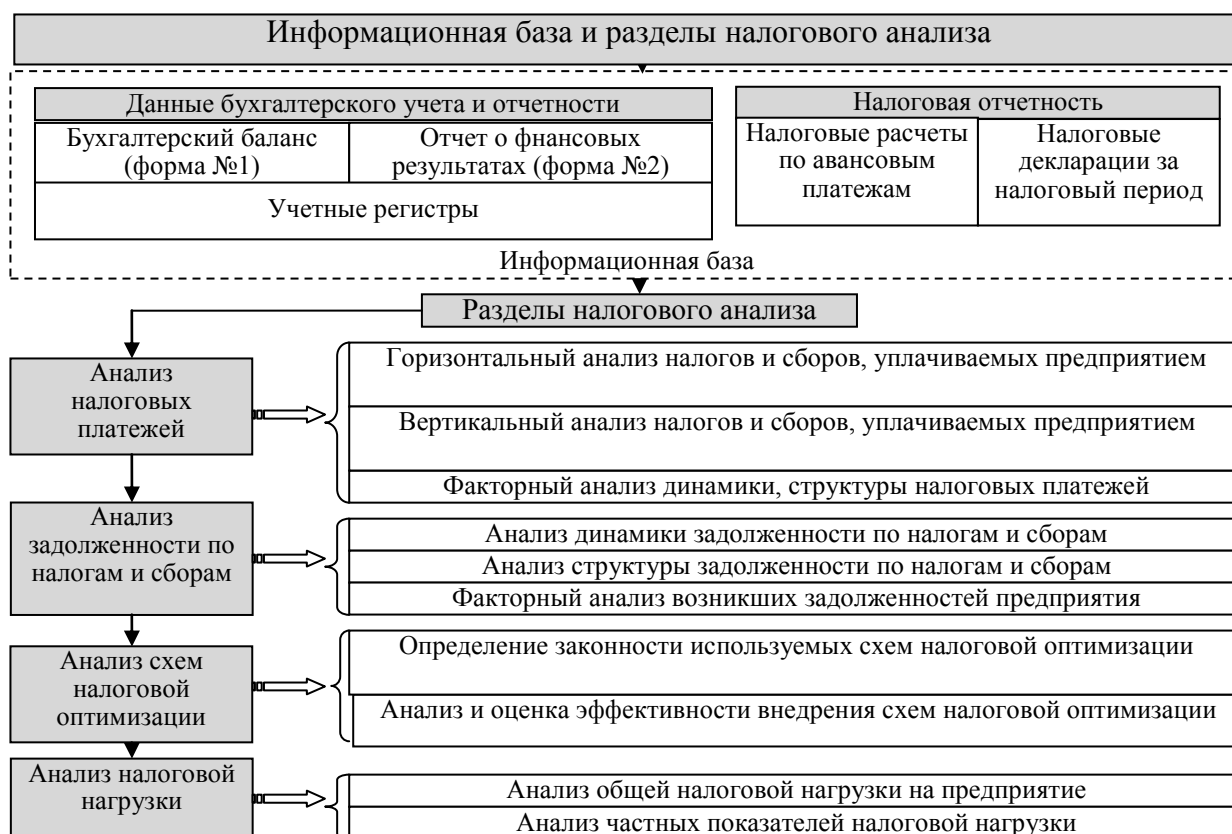 Информационная база и разделы налогового анализа
Данные бухгалтерского учета и отчетности
Бухгалтерский баланс
(форма №1)
Отчет о фнансовых
результатах (форма №2)
Учетные регистры
Налоговая отчетность
Налоговые расчеты
по авансовым
платежам
Налоговые
декларации за
налоговый период
Информационная база
Разделы налогового анализа
Анализ
налоговых
платежей
Горизонтальный анализ налогов и сборов, уплачиваемых предприятием
Вертикальный анализ налогов и сборов, уплачиваемых предприятием
Факторный анализ динамики, структуры налоговых платежей
Анализ
задолженности по
налогам и сборам
Анализ динамики задолженности по налогам и сборам
Анализ структуры задолженности по налогам и сборам
Факторный анализ возникших задолженностей предприятия
Анализ схем
налоговой
оптимизации
Определение законности используемых схем налоговой оптимизации
Анализ и оценка эффективности внедрения схем налоговой оптимизации
Анализ налоговой
нагрузки
Анализ общей налоговой нагрузки на предприятие
Анализ частных показателей налоговой нагрузки